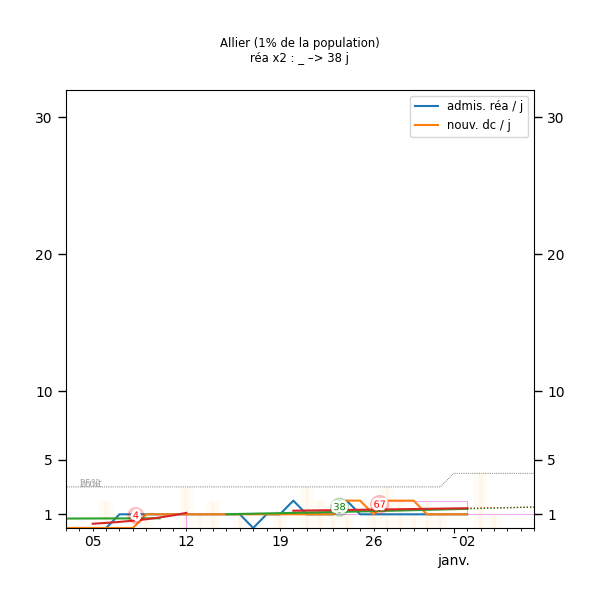 Allier (1% de la population)
réa x2 : _ –> 38 j
admis. réa / j
nouv. dc / j
30 30
20 20
10 10
5 5
1 1
4 38 67
05 12 19 26 02
janv.